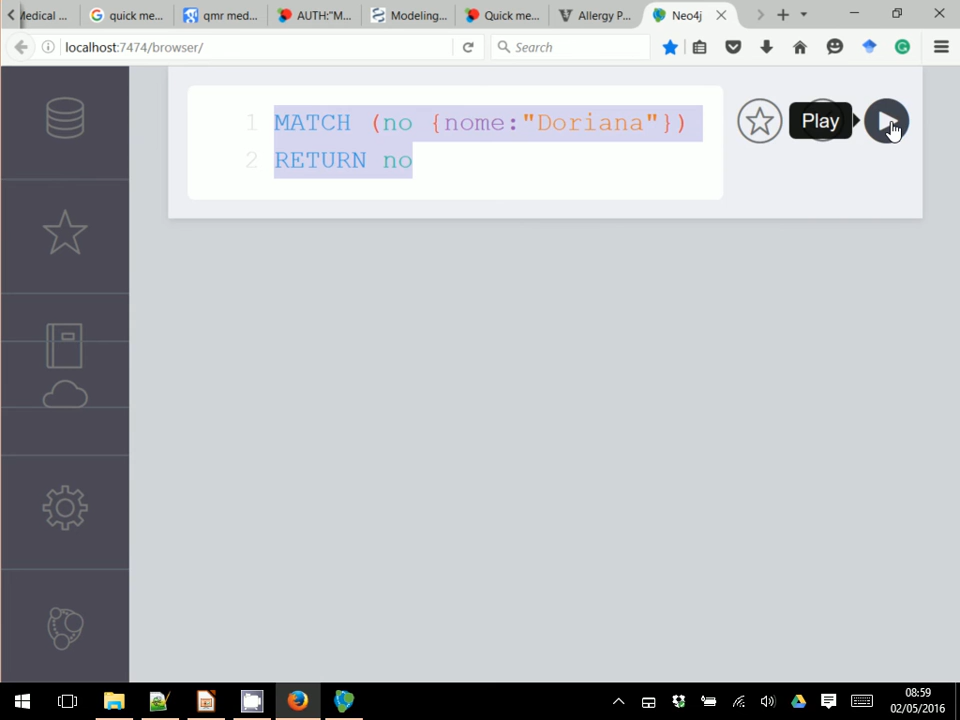 Medical ...
quick me...
qmr med...
AUTH:"M...
Modeling...
Quick me...
Allergy P...
Neo4j
localhost:7474/browser/
Search
1 MATCH (no {nome:"Doriana"})
2 RETURN no
Play
08:59
02/05/2016